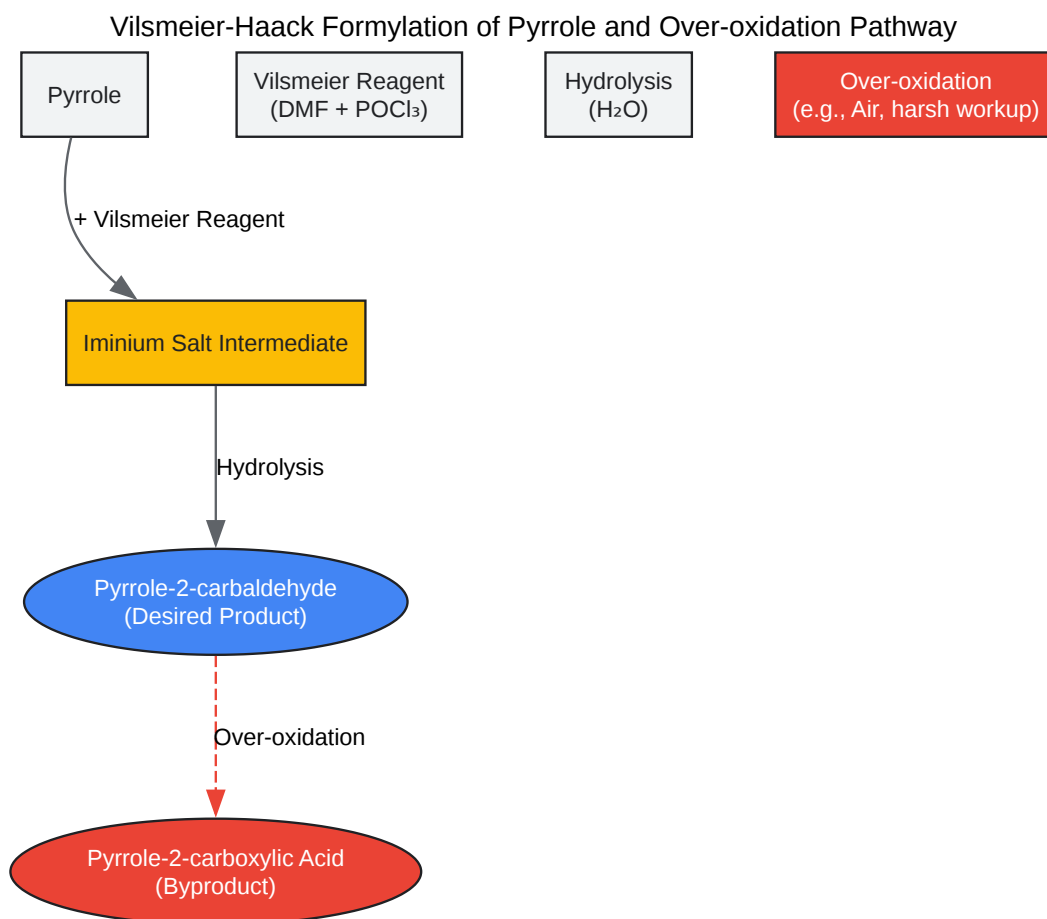 Vilsmeier-Haack Formylation of Pyrrole and Over-oxidation Pathway
Pyrrole
Vilsmeier Reagent
(DMF + POCl₃)
Hydrolysis
(H₂O)
Over-oxidation
(e.g., Air, harsh workup)
+ Vilsmeier Reagent
Iminium Salt Intermediate
Hydrolysis
Pyrrole-2-carbaldehyde
(Desired Product)
Over-oxidation
Pyrrole-2-carboxylic Acid
(Byproduct)